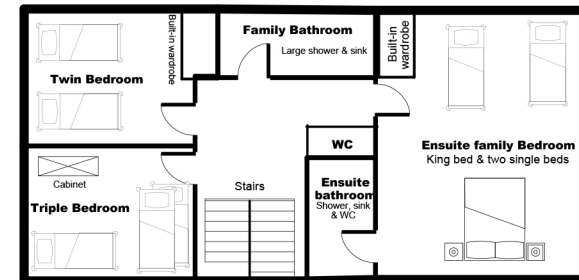 Built-in
wardrobe
Twin Bedroom
Family Bathroom
Large shower & sink
Built-in
wardrobe
WC
Ensuite family Bedroom
King bed & two single beds
Cabinet
Triple Bedroom
Stairs
Ensuite
bathroom
Shower, sink
& WC